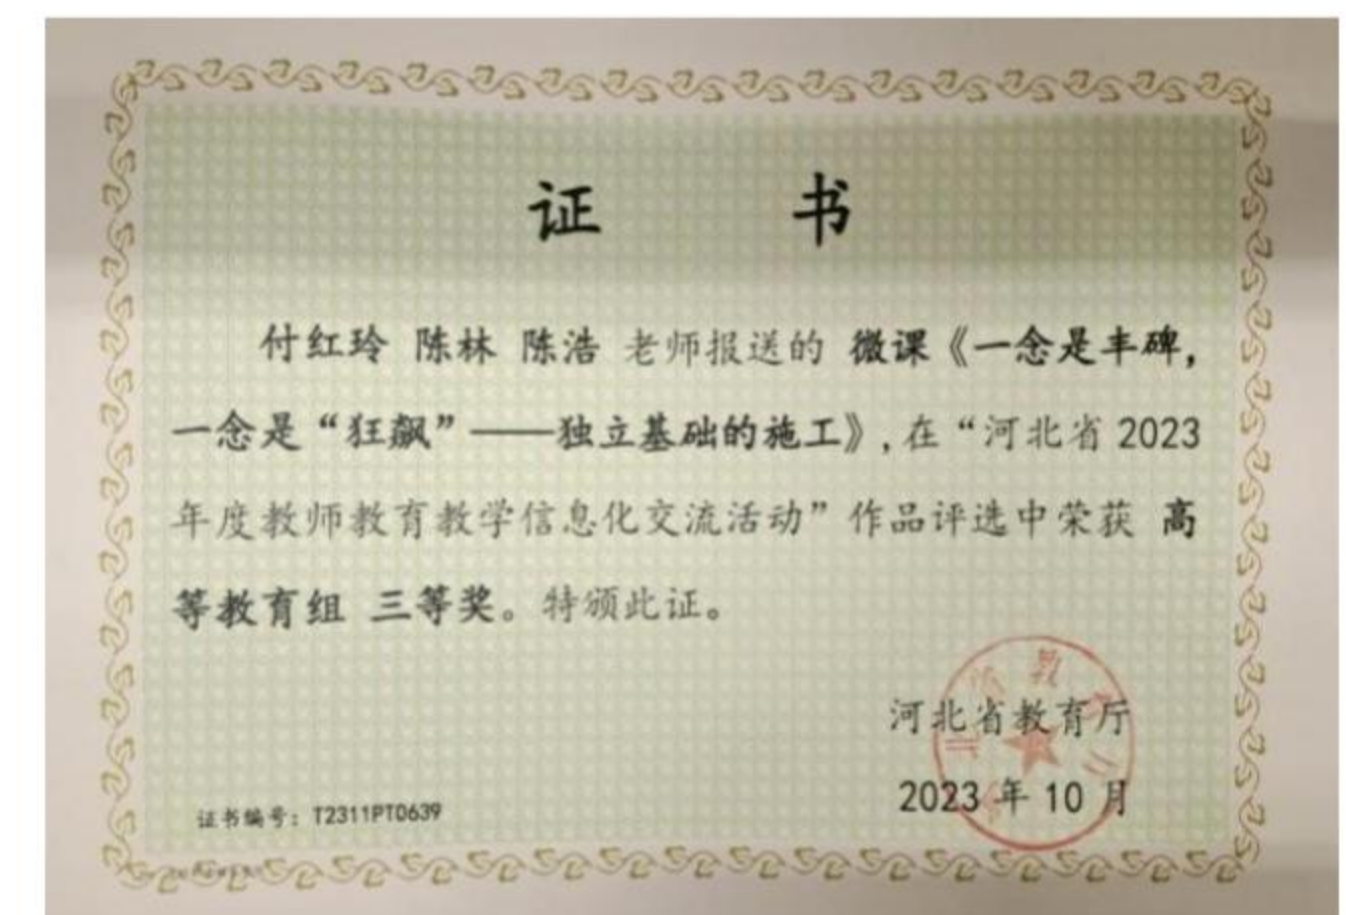 证 书
付红玲 陈林 陈浩 老师报送的 微课《一念是丰碑,
一念是“狂飙”——独立基础的施工》,在“河北省 2023
年度教师教育教学信息化交流活动”作品评选中荣获 高
等教育组 三等奖。特颁此证。
河北省教育厅
2023 年 10 月
证书编号：T2311PT0639